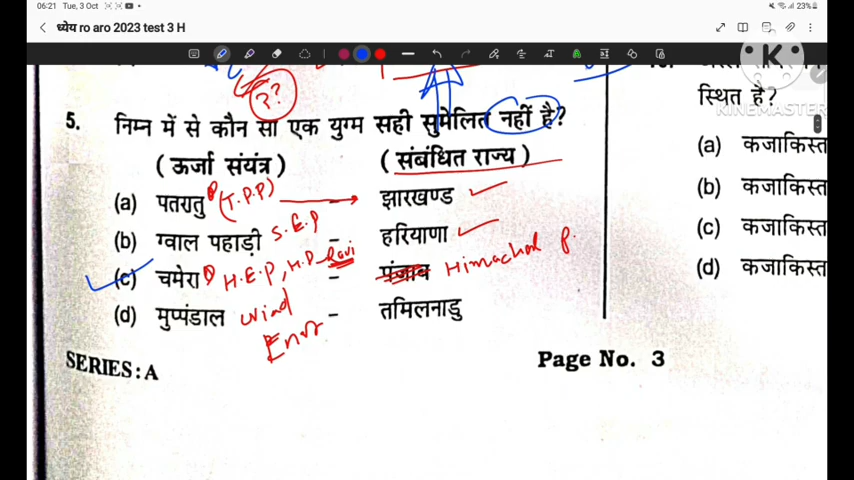 06:21 Tue, 3 Oct
23%
ध्येय ro aro 2023 test 3 H
??
5. निम्न में से कौन सा एक युग्म सही सुमेलित नहीं है?
(ऊर्जा संयंत्र) (संबंधित राज्य)
(a) पतरातु (T.P.P) - झारखण्ड
(b) ग्वाल पहाड़ी S.E.P - हरियाणा
(c) चमेरा H.E.P, H.P - Ravi - पंजाब Himachal P.
(d) मुप्पंडाल wind - तमिलनाडु
SERIES : A
Page No. 3
स्थित है?
(a) कजाकिस्त
(b) कजाकिस्त
(c) कजाकिस्त
(d) कजाकिस्त
K
KINEMASTER